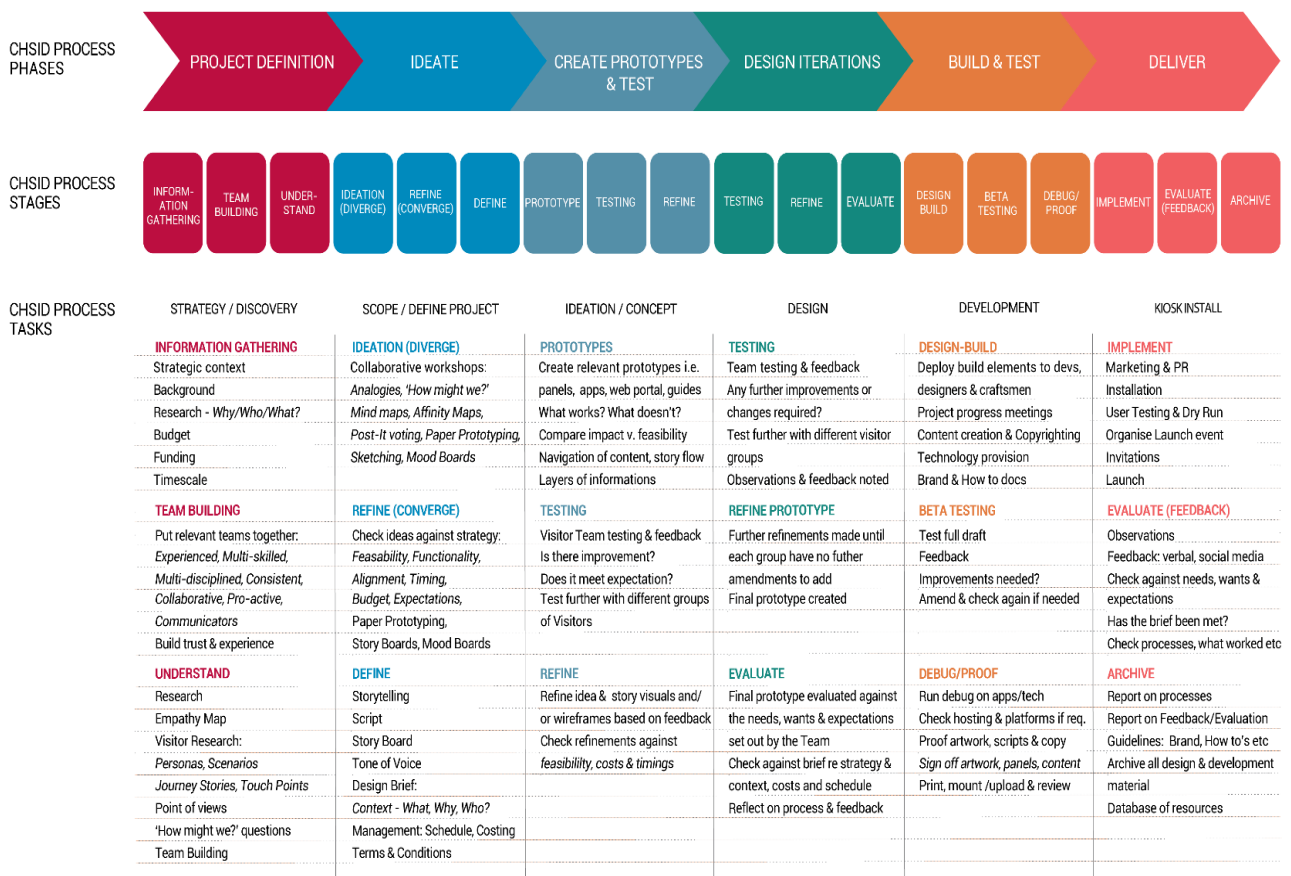 CHSID PROCESS
PHASES
PROJECT DEFINITION
IDEATE
CREATE PROTOTYPES
& TEST
DESIGN ITERATIONS
BUILD & TEST
DELIVER
CHSID PROCESS
STAGES
INFORM-
ATION
GATHERING
TEAM
BUILDING
UNDER-
STAND
IDEATION
(DIVERGE)
REFINE
(CONVERGE)
DEFINE
PROTOTYPE
TESTING
REFINE
TESTING
REFINE
EVALUATE
DESIGN
BUILD
BETA
TESTING
DEBUG/
PROOF
IMPLEMENT
EVALUATE
(FEEDBACK)
ARCHIVE
CHSID PROCESS
TASKS
STRATEGY / DISCOVERY
INFORMATION GATHERING
Strategic context
Background
Research - Why/Who/What?
Budget
Funding
Timescale
TEAM BUILDING
Put relevant teams together:
Experienced, Multi-skilled,
Multi-disciplined, Consistent,
Collaborative, Pro-active,
Communicators
Build trust & experience
UNDERSTAND
Research
Empathy Map
Visitor Research:
Personas, Scenarios
Journey Stories, Touch Points
Point of views
‘How might we?’ questions
Team Building
SCOPE / DEFINE PROJECT
IDEATION (DIVERGE)
Collaborative workshops:
Analogies, ‘How might we?’
Mind maps, Affinity Maps,
Post-It voting, Paper Prototyping,
Sketching, Mood Boards
REFINE (CONVERGE)
Check ideas against strategy:
Feasability, Functionality,
Alignment, Timing,
Budget, Expectations,
Paper Prototyping,
Story Boards, Mood Boards
DEFINE
Storytelling
Script
Story Board
Tone of Voice
Design Brief:
Context - What, Why, Who?
Management: Schedule, Costing
Terms & Conditions
IDEATION / CONCEPT
PROTOTYPES
Create relevant prototypes i.e.
panels, apps, web portal, guides
What works? What doesn’t?
Compare impact v. feasibility
Navigation of content, story flow
Layers of informations
TESTING
Visitor Team testing & feedback
Is there improvement?
Does it meet expectation?
Test further with different groups
of Visitors
REFINE
Refine idea & story visuals and/
or wireframes based on feedback
Check refinements against
feasibililty, costs & timings
DESIGN
TESTING
Team testing & feedback
Any further improvements or
changes required?
Test further with different visitor
groups
Observations & feedback noted
REFINE PROTOTYPE
Further refinements made until
each group have no futher
amendments to add
Final prototype created
EVALUATE
Final prototype evaluated against
the needs, wants & expectations
set out by the Team
Check against brief re strategy &
context, costs and schedule
Reflect on process & feedback
DEVELOPMENT
DESIGN-BUILD
Deploy build elements to devs,
designers & craftsmen
Project progress meetings
Content creation & Copyrighting
Technology provision
Brand & How to docs
BETA TESTING
Test full draft
Feedback
Improvements needed?
Amend & check again if needed
DEBUG/PROOF
Run debug on apps/tech
Check hosting & platforms if req.
Proof artwork, scripts & copy
Sign off artwork, panels, content
Print, mount /upload & review
KIOSK INSTALL
IMPLEMENT
Marketing & PR
Installation
User Testing & Dry Run
Organise Launch event
Invitations
Launch
EVALUATE (FEEDBACK)
Observations
Feedback: verbal, social media
Check against needs, wants &
expectations
Has the brief been met?
Check processes, what worked etc
ARCHIVE
Report on processes
Report on Feedback/Evaluation
Guidelines: Brand, How to's etc
Archive all design & development
material
Database of resources